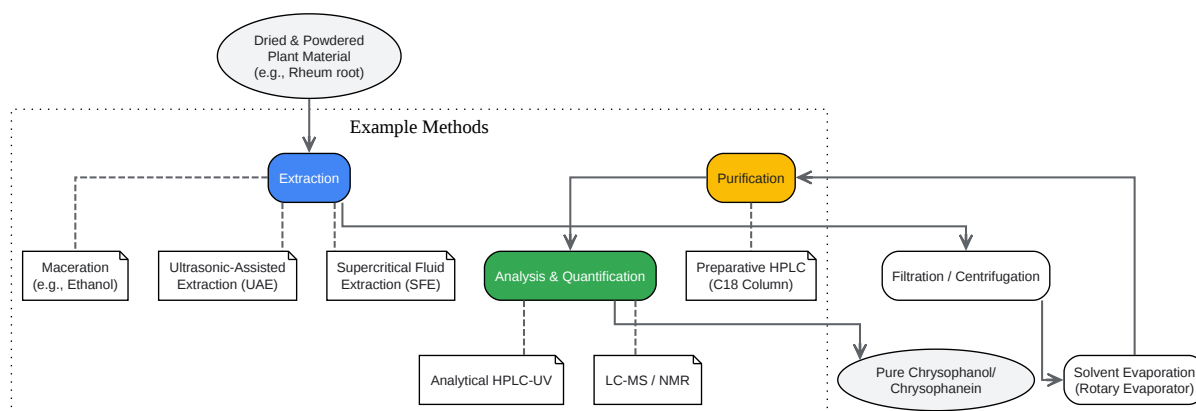 Dried & Powdered
Plant Material
(e.g., Rheum root)
Example Methods
Extraction
Purification
Maceration
(e.g., Ethanol)
Ultrasonic-Assisted
Extraction (UAE)
Supercritical Fluid
Extraction (SFE)
Analysis & Quantification
Preparative HPLC
(C18 Column)
Filtration / Centrifugation
Analytical HPLC-UV
LC-MS / NMR
Pure Chrysophanol/
Chrysophanein
Solvent Evaporation
(Rotary Evaporator)